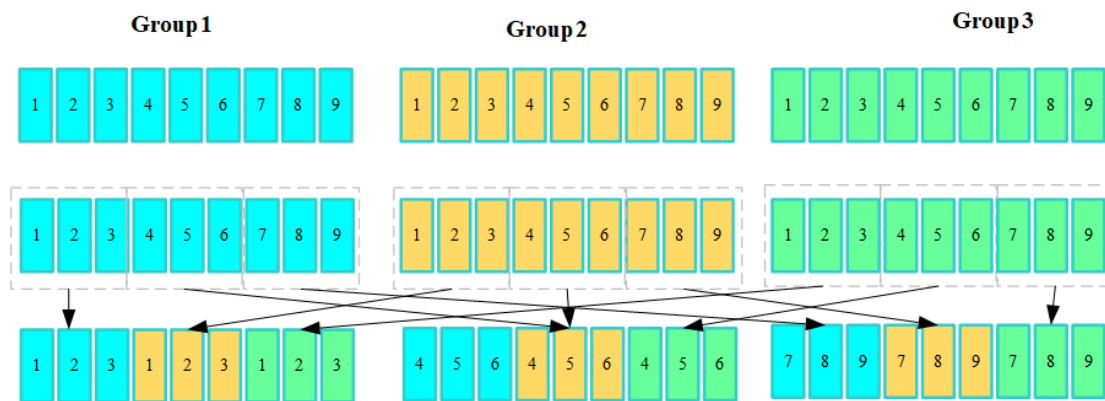 Group 1 Group 2 Group 3
1 2 3 4 5 6 7 8 9 1 2 3 4 5 6 7 8 9 1 2 3 4 5 6 7 8 9
1 2 3 4 5 6 7 8 9 1 2 3 4 5 6 7 8 9 1 2 3 4 5 6 7 8 9
1 2 3 1 2 3 1 2 3 4 5 6 4 5 6 4 5 6 7 8 9 7 8 9 7 8 9